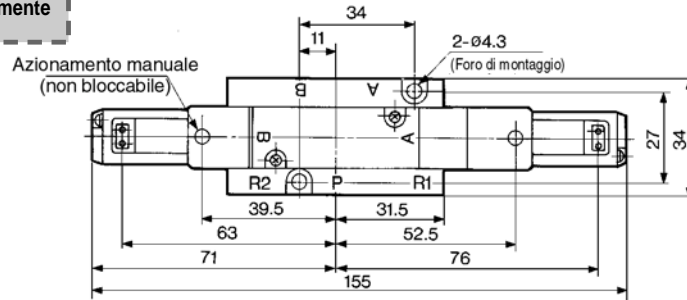 mente
34
11
2-ø4.3
(Foro di montaggio)
Azionamento manuale
(non bloccabile)
B A
B A
27
34
R2 P R1
39.5 31.5
63 52.5
71 76
155